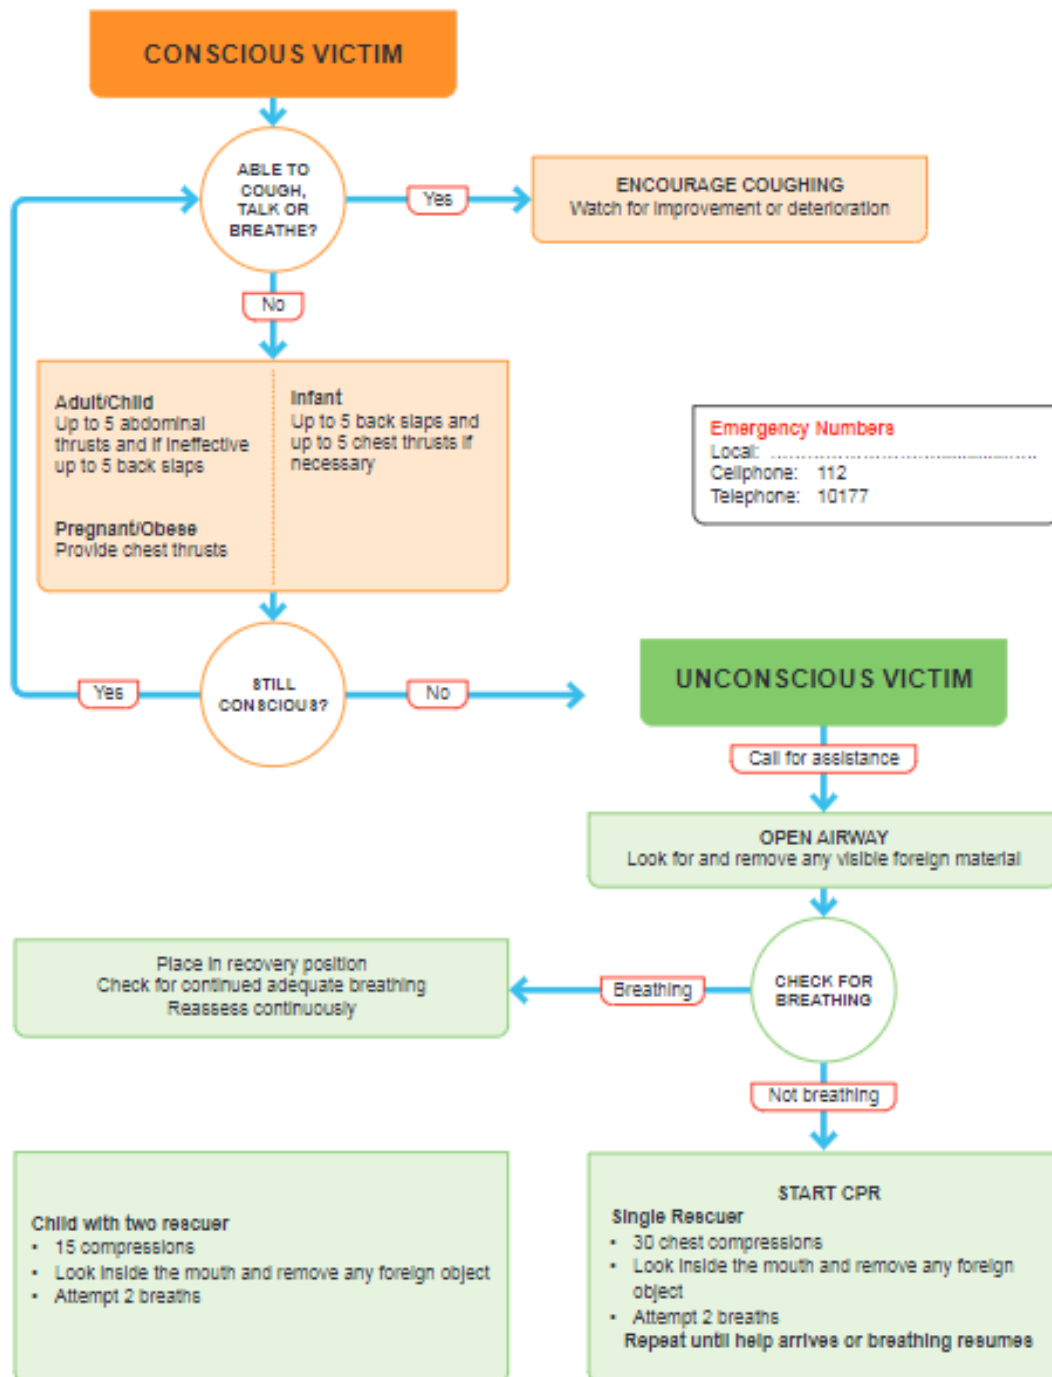 CONSCIOUS VICTIM
ABLE TO
COUGH,
TALK OR
BREATHE?
Yes
ENCOURAGE COUGHING
Watch for improvement or deterioration
No
Adult/Child
Up to 5 abdominal
thrusts and if ineffective
up to 5 back slaps
Pregnant/Obese
Provide chest thrusts
Infant
Up to 5 back slaps and
up to 5 chest thrusts if
necessary
Emergency Numbers
Local: ................................................
Cellphone: 112
Telephone: 10177
STILL
CONSCIOUS?
Yes
No
UNCONSCIOUS VICTIM
Call for assistance
OPEN AIRWAY
Look for and remove any visible foreign material
CHECK FOR
BREATHING
Breathing
Place in recovery position
Check for continued adequate breathing
Reassess continuously
Not breathing
START CPR
Single Rescuer
• 30 chest compressions
• Look inside the mouth and remove any foreign
object
• Attempt 2 breaths
Repeat until help arrives or breathing resumes
Child with two rescuer
• 15 compressions
• Look inside the mouth and remove any foreign object
• Attempt 2 breaths